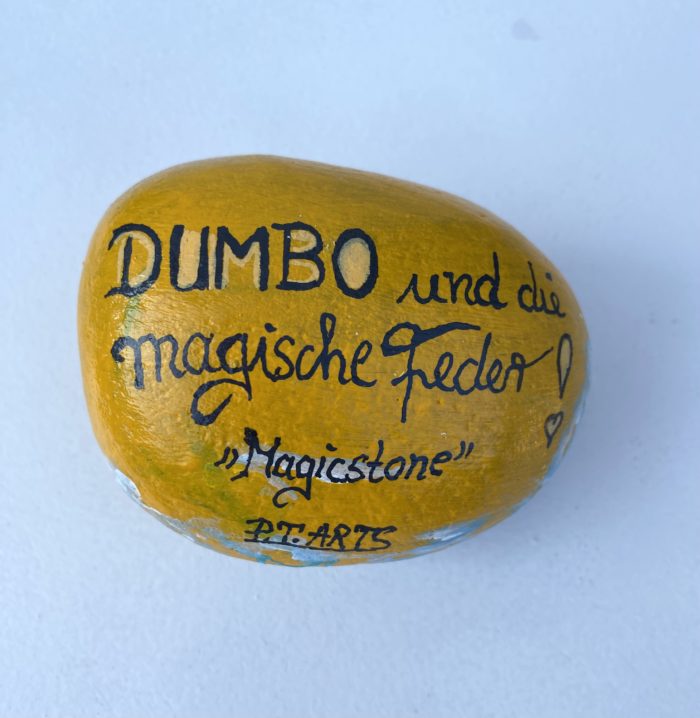 DUMBO und die
magische Feder!
„Magicstone"
P.T. ARTS